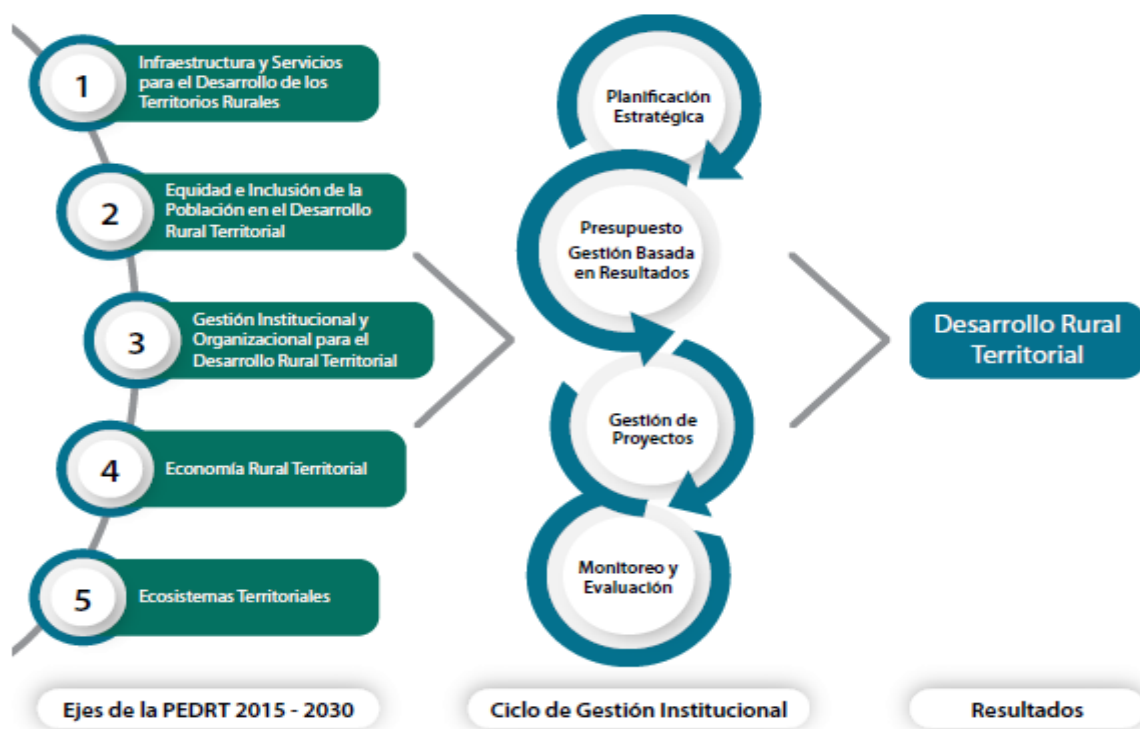 1
Infraestructura y Servicios
para el Desarrollo de los
Territorios Rurales
2
Equidad e Inclusión de la
Población en el Desarrollo
Rural Territorial
3
Gestión Institucional y
Organizacional para el
Desarrollo Rural Territorial
4
Economía Rural Territorial
5
Ecosistemas Territoriales
Ejes de la PEDRT 2015 - 2030
Planificación
Estratégica
Presupuesto
Gestión Basada
en Resultados
Gestión de
Proyectos
Monitoreo y
Evaluación
Ciclo de Gestión Institucional
Desarrollo Rural
Territorial
Resultados